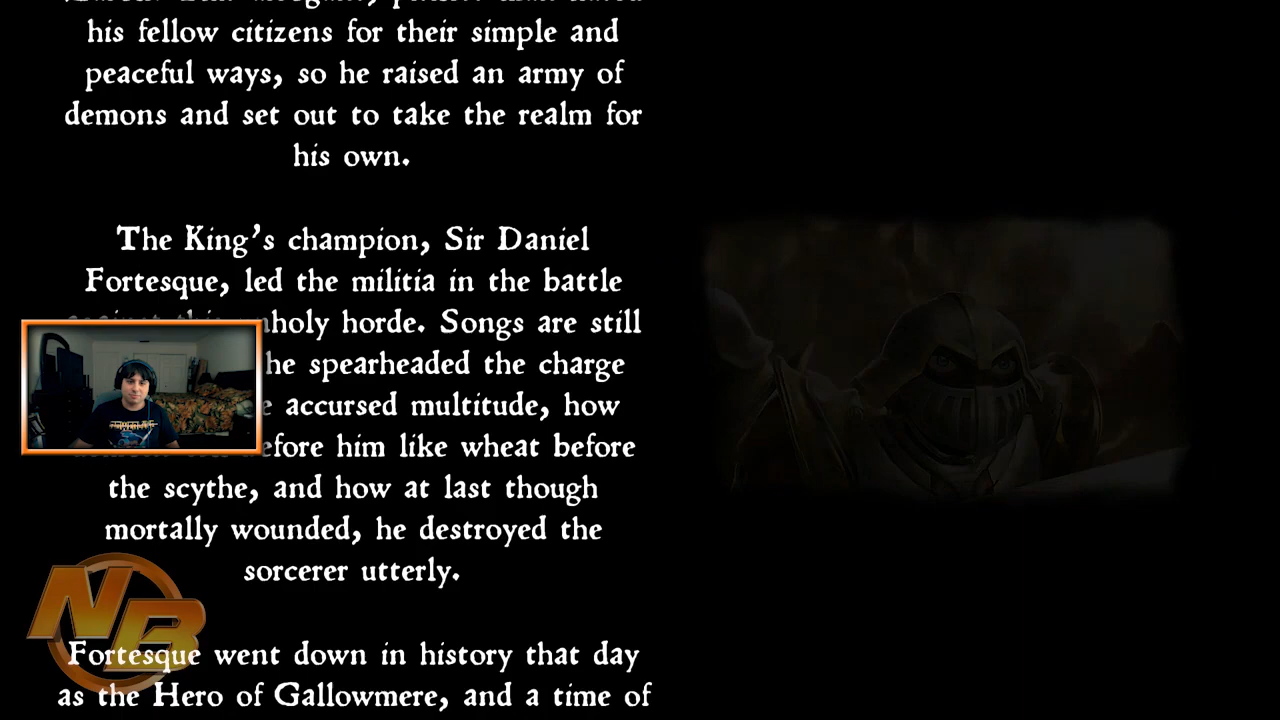 his fellow citizens for their simple and
peaceful ways, so he raised an army of
demons and set out to take the realm for
his own.
The King's champion, Sir Daniel
Fortesque, led the militia in the battle
unholy horde. Songs are still
he spearheaded the charge
accursed multitude, how
before him like wheat before
the scythe, and how at last though
mortally wounded, he destroyed the
sorcerer utterly.
NB
Fortesque went down in history that day
as the Hero of Gallowmere, and a time of